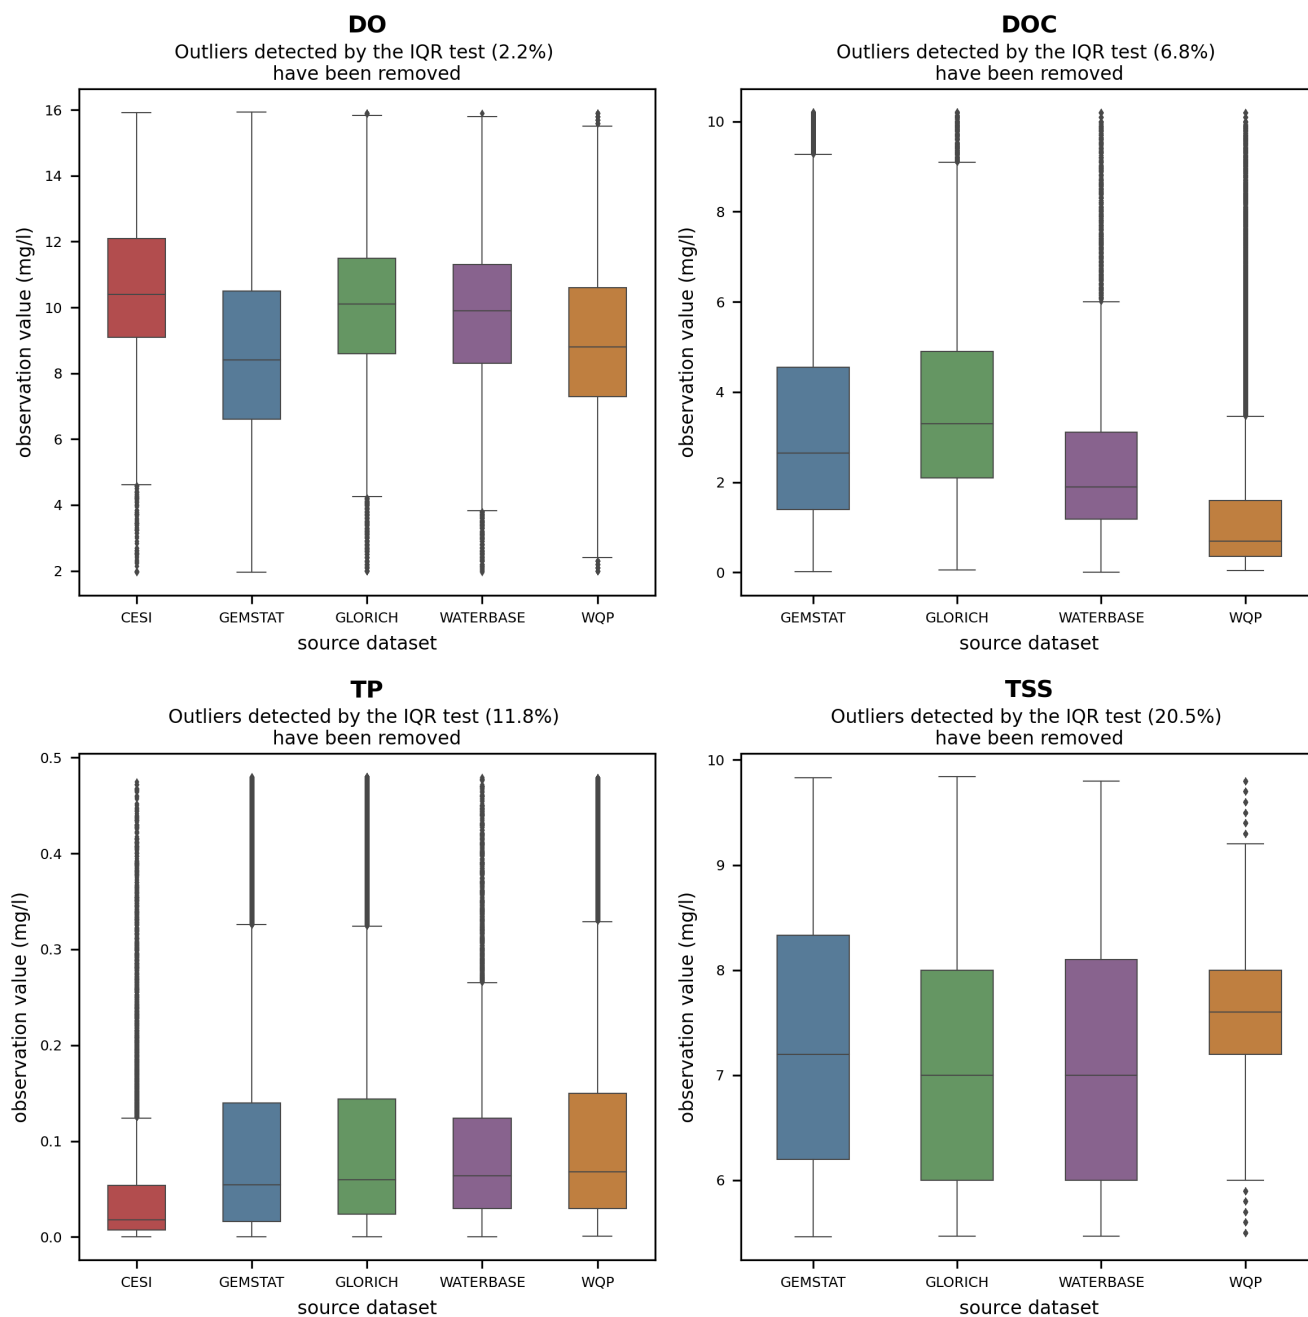 DO
Outliers detected by the IQR test (2.2%)
have been removed
observation value (mg/l)
16
14
12
10
8
6
4
2
CESI
GEMSTAT
GLORICH
WATERBASE
WQP
source dataset
DOC
Outliers detected by the IQR test (6.8%)
have been removed
observation value (mg/l)
10
8
6
4
2
0
GEMSTAT
GLORICH
WATERBASE
WQP
source dataset
TP
Outliers detected by the IQR test (11.8%)
have been removed
observation value (mg/l)
0.5
0.4
0.3
0.2
0.1
0.0
CESI
GEMSTAT
GLORICH
WATERBASE
WQP
source dataset
TSS
Outliers detected by the IQR test (20.5%)
have been removed
observation value (mg/l)
10
9
8
7
6
GEMSTAT
GLORICH
WATERBASE
WQP
source dataset